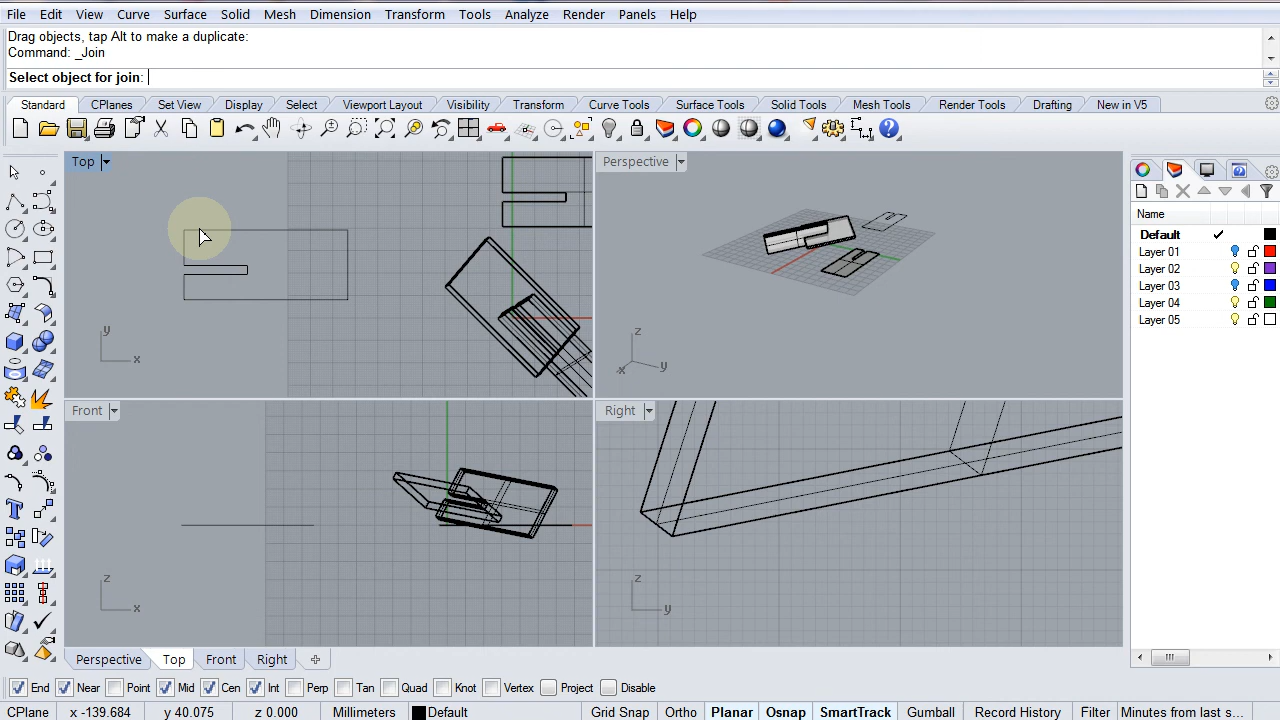 File Edit View Curve Surface Solid Mesh Dimension Transform Tools Analyze Render Panels Help
Drag objects, tap Alt to make a duplicate:
Command: _Join
Select object for join:
Standard CPlanes Set View Display Select Viewport Layout Visibility Transform Curve Tools Surface Tools Solid Tools Mesh Tools Render Tools Drafting New in V5
Top
Perspective
Name
Default
Layer 01
Layer 02
Layer 03
Layer 04
Layer 05
y
x
z
x
y
Front
Right
z
x
z
y
Perspective Top Front Right
End Near Point Mid Cen Int Perp Tan Quad Knot Vertex Project Disable
CPlane x -139.684 y 40.075 z 0.000 Millimeters Default Grid Snap Ortho Planar Osnap SmartTrack Gumball Record History Filter Minutes from last s...